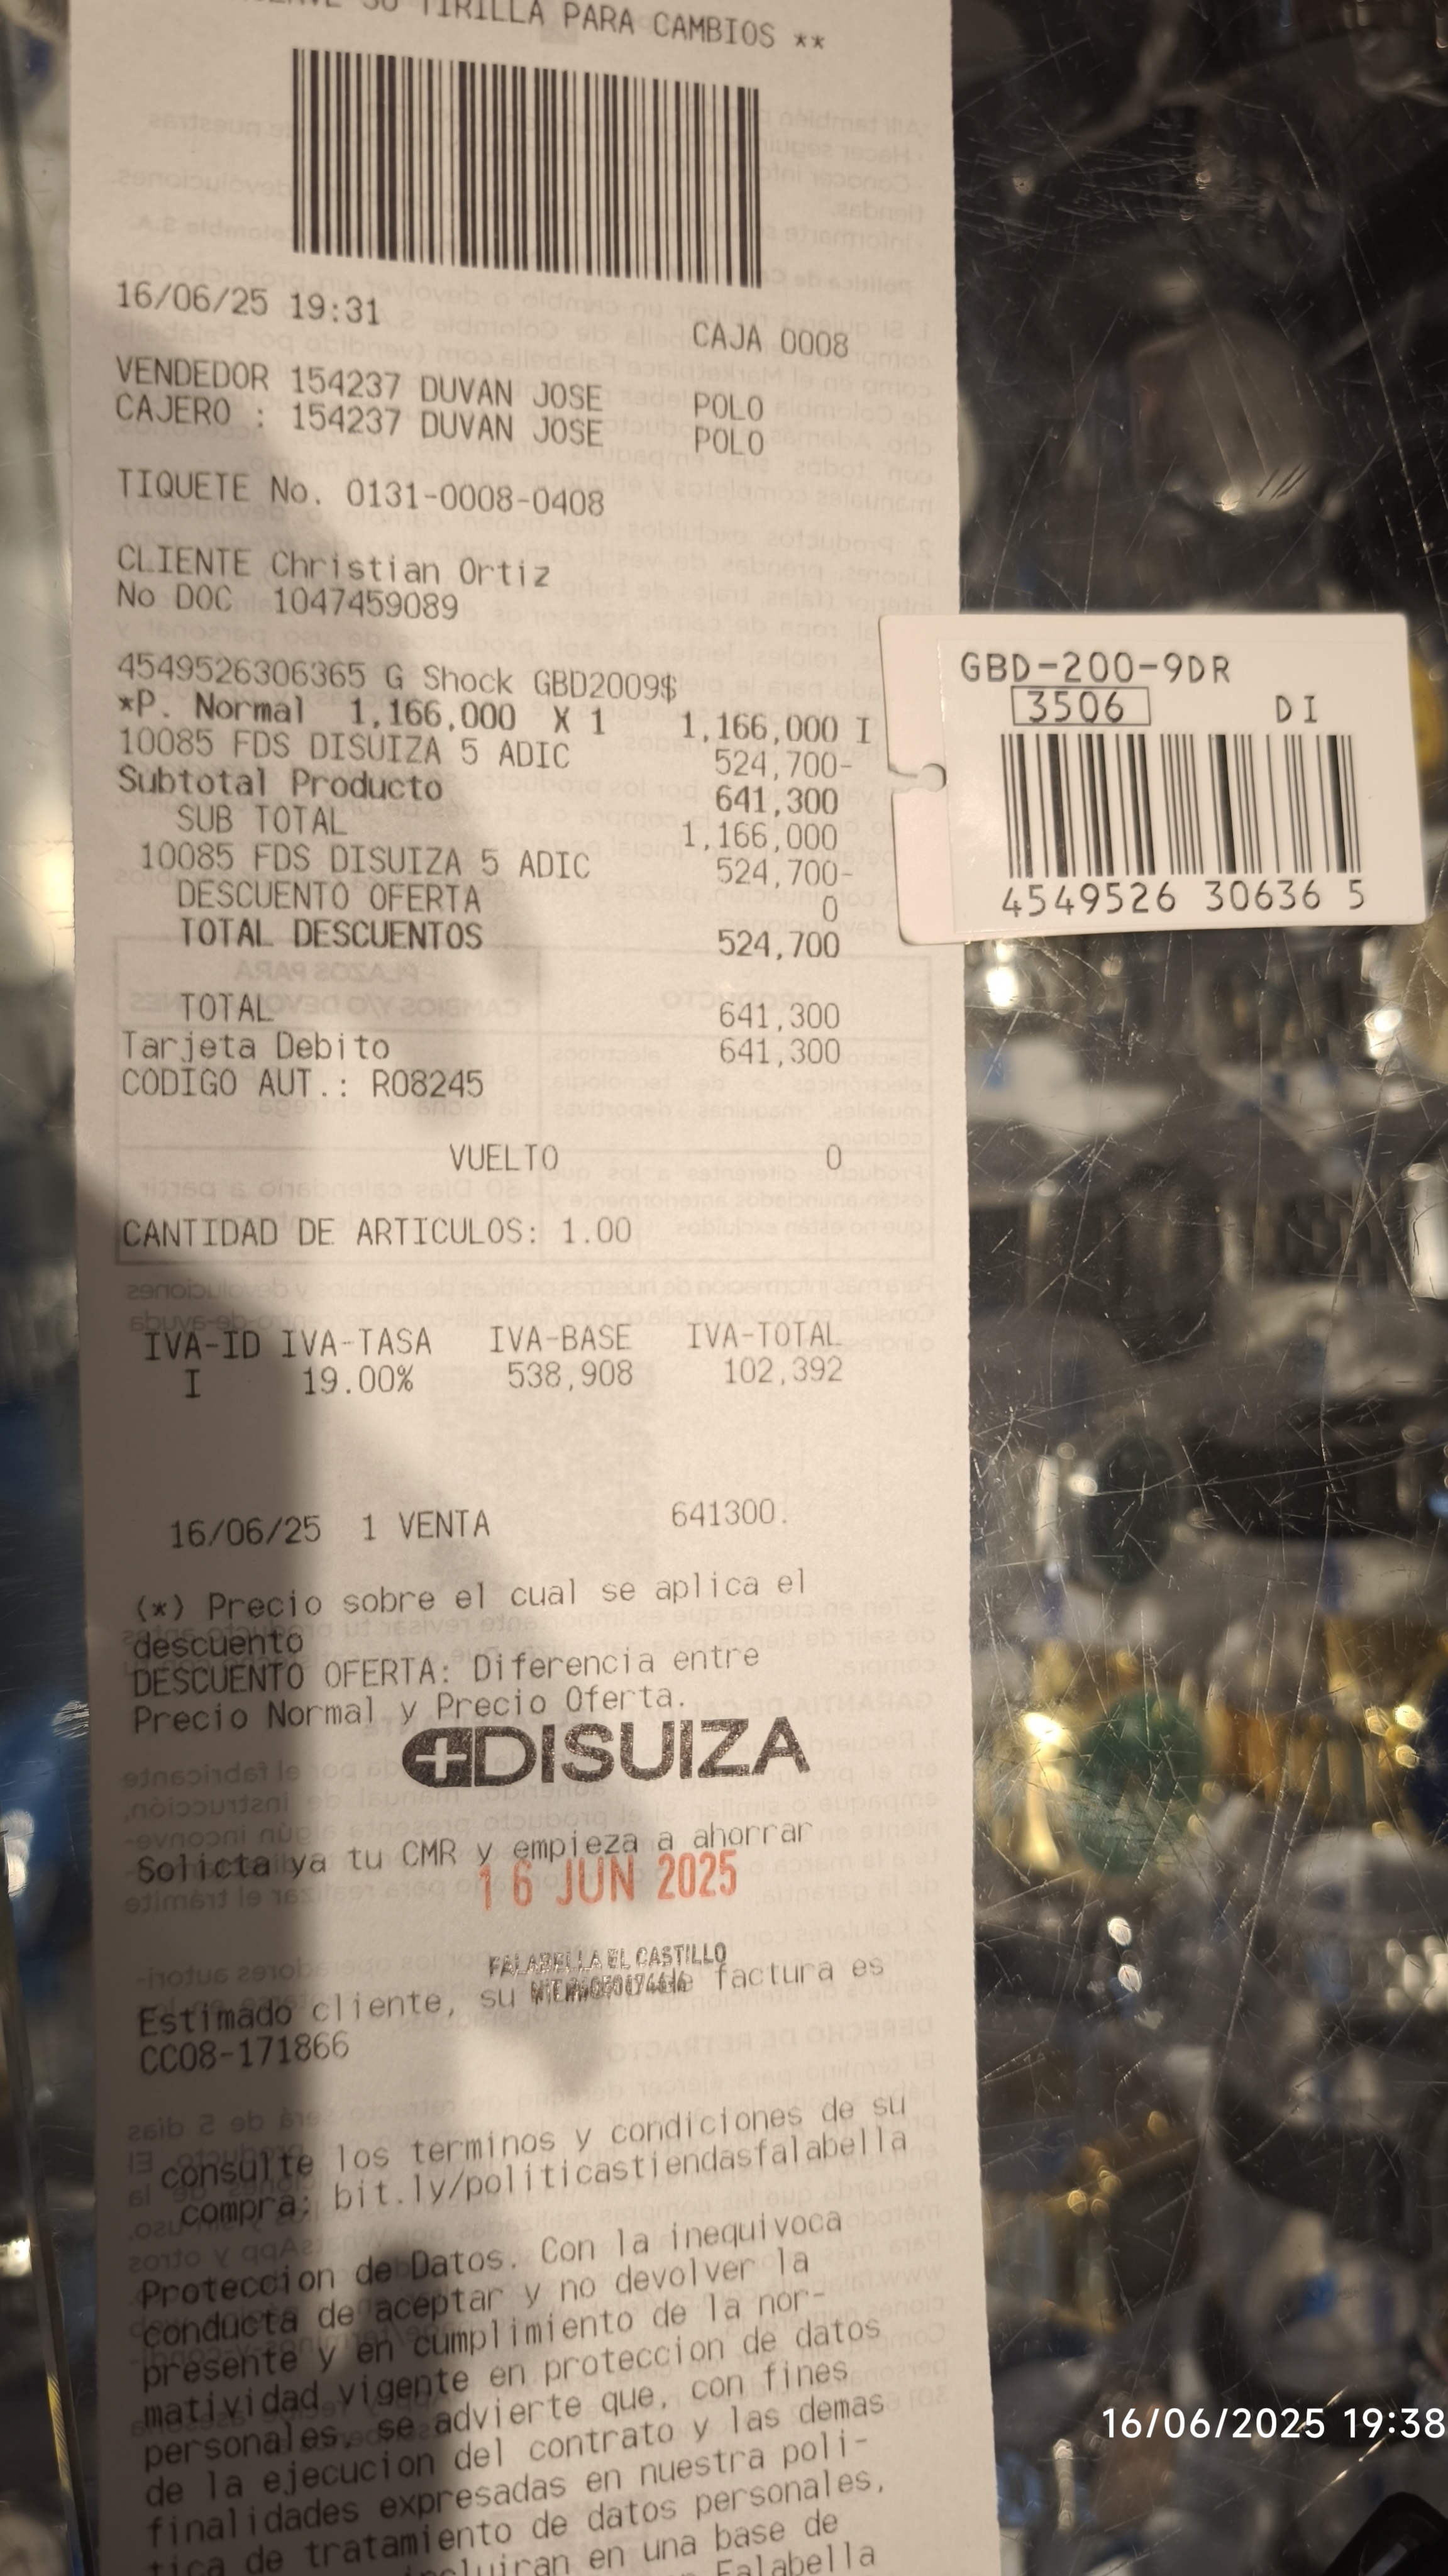 SU TIRILLA PARA CAMBIOS **
16/06/25 19:31 CAJA 0008
VENDEDOR 154237 DUVAN JOSE POLO
CAJERO : 154237 DUVAN JOSE POLO
TIQUETE No. 0131-0008-0408
CLIENTE Christian Ortiz
No DOC 1047459089
4549526306365 G Shock GBD2009$
*P. Normal 1,166,000 X 1 1,166,000 I
10085 FDS DISUIZA 5 ADIC 524,700-
Subtotal Producto 641,300
SUB TOTAL 1,166,000
10085 FDS DISUIZA 5 ADIC 524,700-
DESCUENTO OFERTA 0
TOTAL DESCUENTOS 524,700
TOTAL 641,300
Tarjeta Debito 641,300
CODIGO AUT.: R08245
VUELTO 0
CANTIDAD DE ARTICULOS: 1.00
IVA-ID IVA-TASA IVA-BASE IVA-TOTAL
I 19.00% 538,908 102,392
16/06/25 1 VENTA 641300.
(*) Precio sobre el cual se aplica el
descuento
DESCUENTO OFERTA: Diferencia entre
Precio Normal y Precio Oferta.
DISUIZA
Solicta ya tu CMR y empieza a ahorrar
16 JUN 2025
FALABELLA EL CASTILLO
Estimado cliente, su factura es
CC08-171866
consulte los terminos y condiciones de su
compra: bit.ly/politicastiendasfalabella
Proteccion de Datos. Con la inequivoca
conducta de aceptar y no devolver la
presente y en cumplimiento de la nor-
matividad vigente en proteccion de datos
personales, se advierte que, con fines
de la ejecucion del contrato y las demas
finalidades expresadas en nuestra poli-
tica de tratamiento de datos personales,
en una base de
Falabella
GBD-200-9DR
3506 DI
4549526 30636 5
16/06/2025 19:38